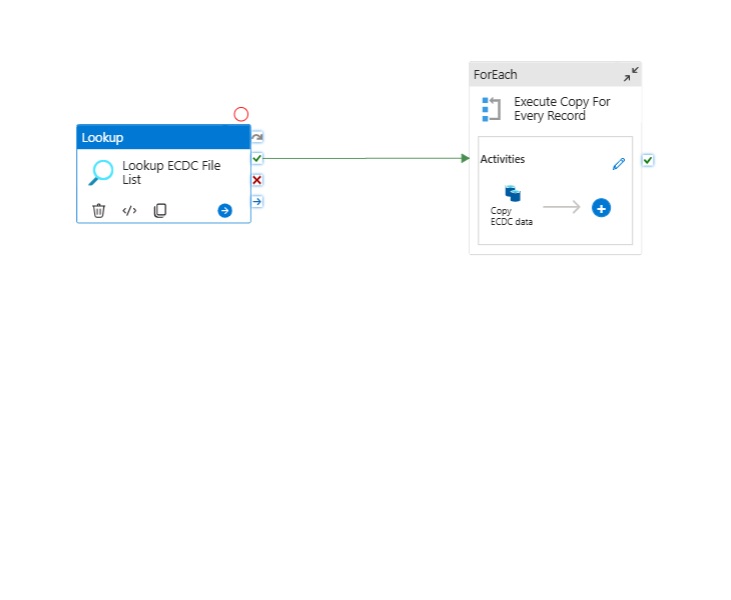 ForEach
Execute Copy For
Every Record
Lookup
Lookup ECDC File
List
Activities
Copy
ECDC data